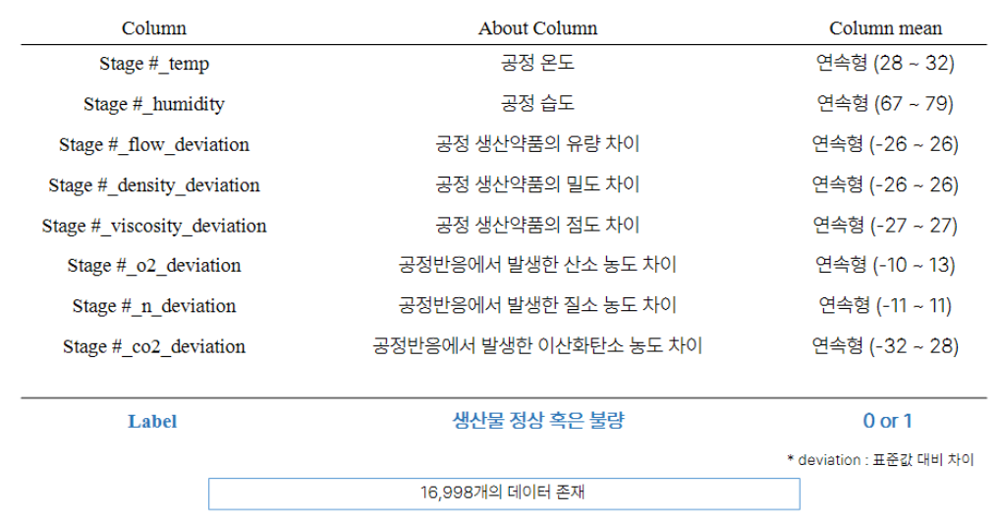 Column About Column Column mean
Stage #_temp 공정 온도 연속형 (28 ~ 32)
Stage #_humidity 공정 습도 연속형 (67 ~ 79)
Stage #_flow_deviation 공정 생산약품의 유량 차이 연속형 (-26 ~ 26)
Stage #_density_deviation 공정 생산약품의 밀도 차이 연속형 (-26 ~ 26)
Stage #_viscosity_deviation 공정 생산약품의 점도 차이 연속형 (-27 ~ 27)
Stage #_o2_deviation 공정반응에서 발생한 산소 농도 차이 연속형 (-10 ~ 13)
Stage #_n_deviation 공정반응에서 발생한 질소 농도 차이 연속형 (-11 ~ 11)
Stage #_co2_deviation 공정반응에서 발생한 이산화탄소 농도 차이 연속형 (-32 ~ 28)
Label 생산물 정상 혹은 불량 0 or 1
* deviation : 표준값 대비 차이
16,998개의 데이터 존재